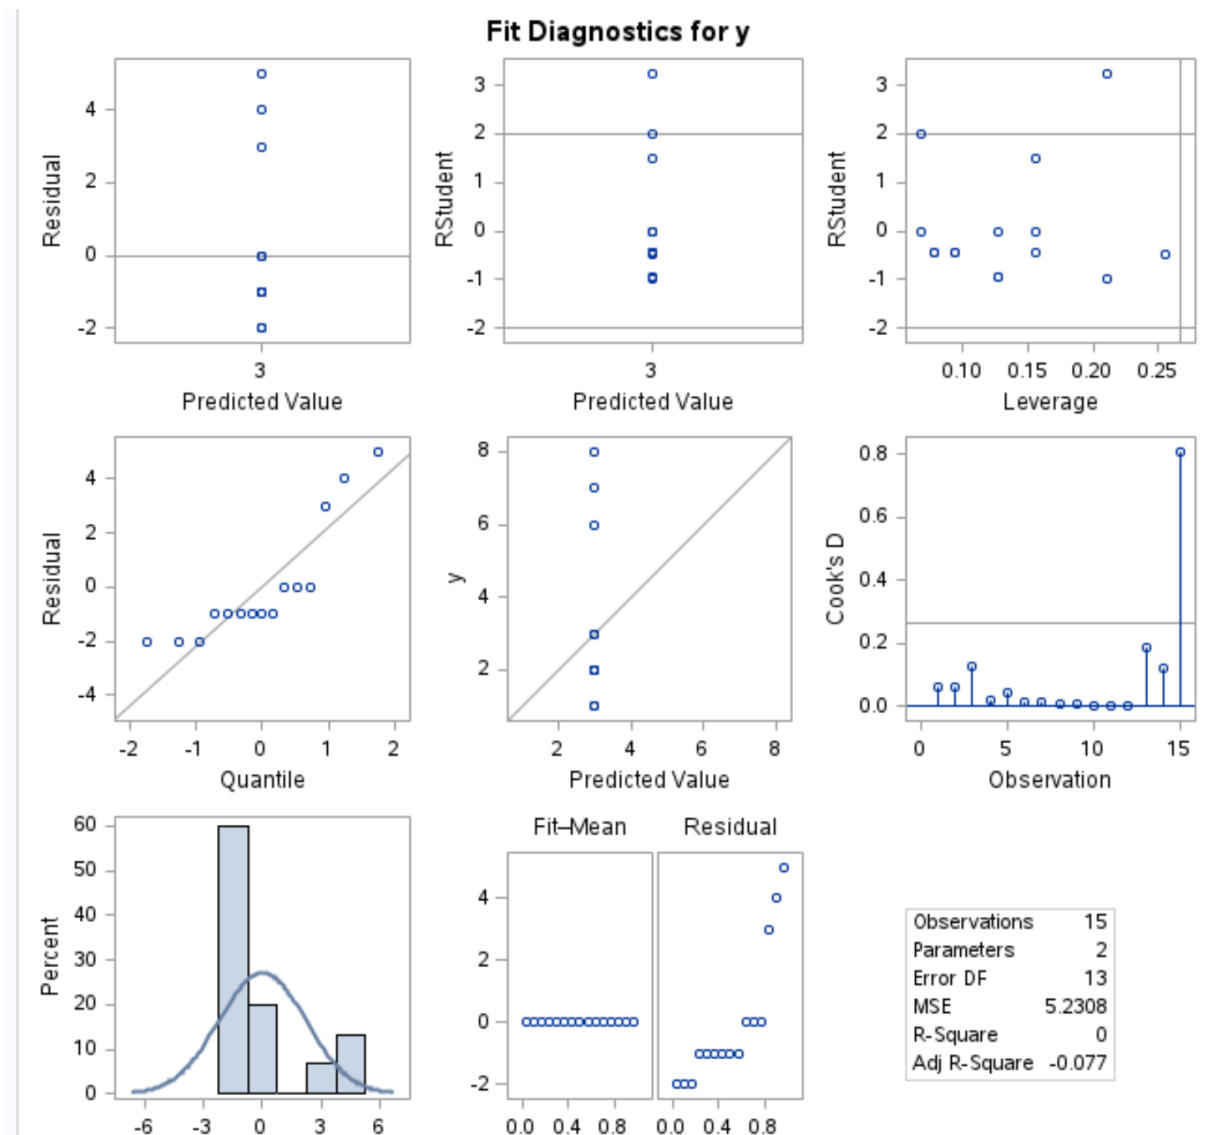 Fit Diagnostics for y
Residual
4
2
0
-2
3
Predicted Value
RStudent
3
2
1
0
-1
-2
3
Predicted Value
RStudent
3
2
1
0
-1
-2
0.10 0.15 0.20 0.25
Leverage
Residual
4
2
0
-2
-4
-2 -1 0 1 2
Quantile
y
8
6
4
2
2 4 6 8
Predicted Value
Cook's D
0.8
0.6
0.4
0.2
0.0
0 5 10 15
Observation
Percent
60
50
40
30
20
10
0
-6 -3 0 3 6
Fit–Mean Residual
4
2
0
-2
0.0 0.4 0.8 0.0 0.4 0.8
Observations 15
Parameters 2
Error DF 13
MSE 5.2308
R-Square 0
Adj R-Square -0.077